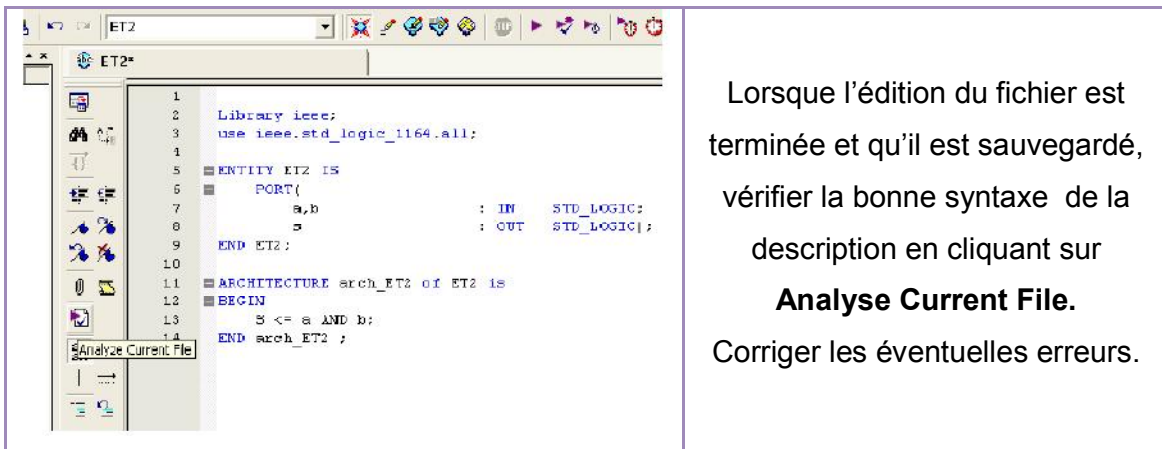 ET2
ET2*
1
2 Library ieee;
3 use ieee.std_logic_1164.all;
4
5 ENTITY ET2 IS
6 PORT(
7 a,b : IN STD_LOGIC;
8 s : OUT STD_LOGIC);
9 END ET2;
10
11 ARCHITECTURE arch_ET2 of ET2 is
12 BEGIN
13 S <= a AND b;
14 END arch_ET2 ;
Analyze Current File
Lorsque l’édition du fichier est
terminée et qu’il est sauvegardé,
vérifier la bonne syntaxe de la
description en cliquant sur
Analyse Current File.
Corriger les éventuelles erreurs.